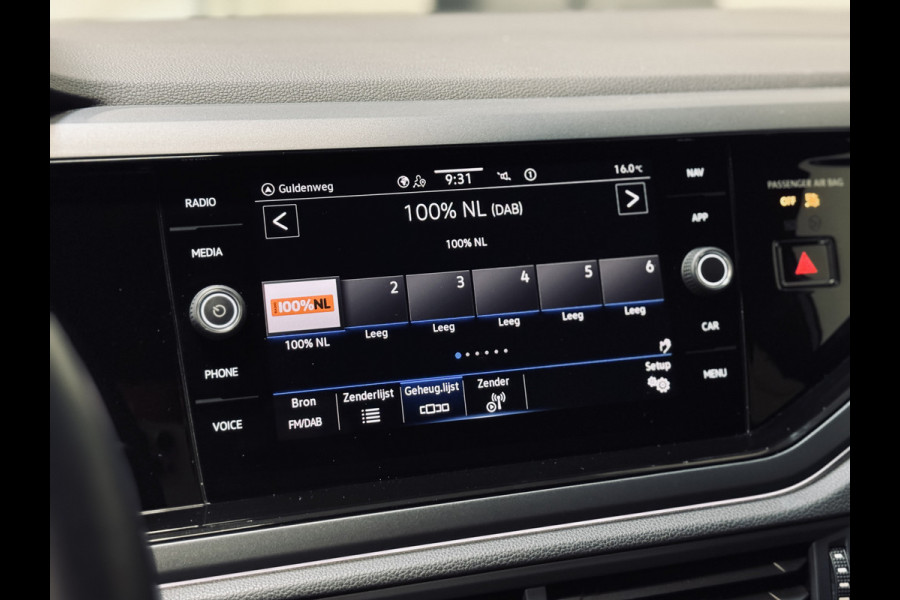 RADIO
MEDIA
PHONE
VOICE
Guldenweg
9:31
1
16.0°C
<
100% NL (DAB)
>
100% NL
100%NL
2
3
4
5
6
100% NL
Leeg
Leeg
Leeg
Leeg
Leeg
Bron
FM/DAB
Zenderlijst
Geheug.lijst
Zender
Setup
NAV
APP
CAR
MENU
PASSENGER AIR BAG
OFF